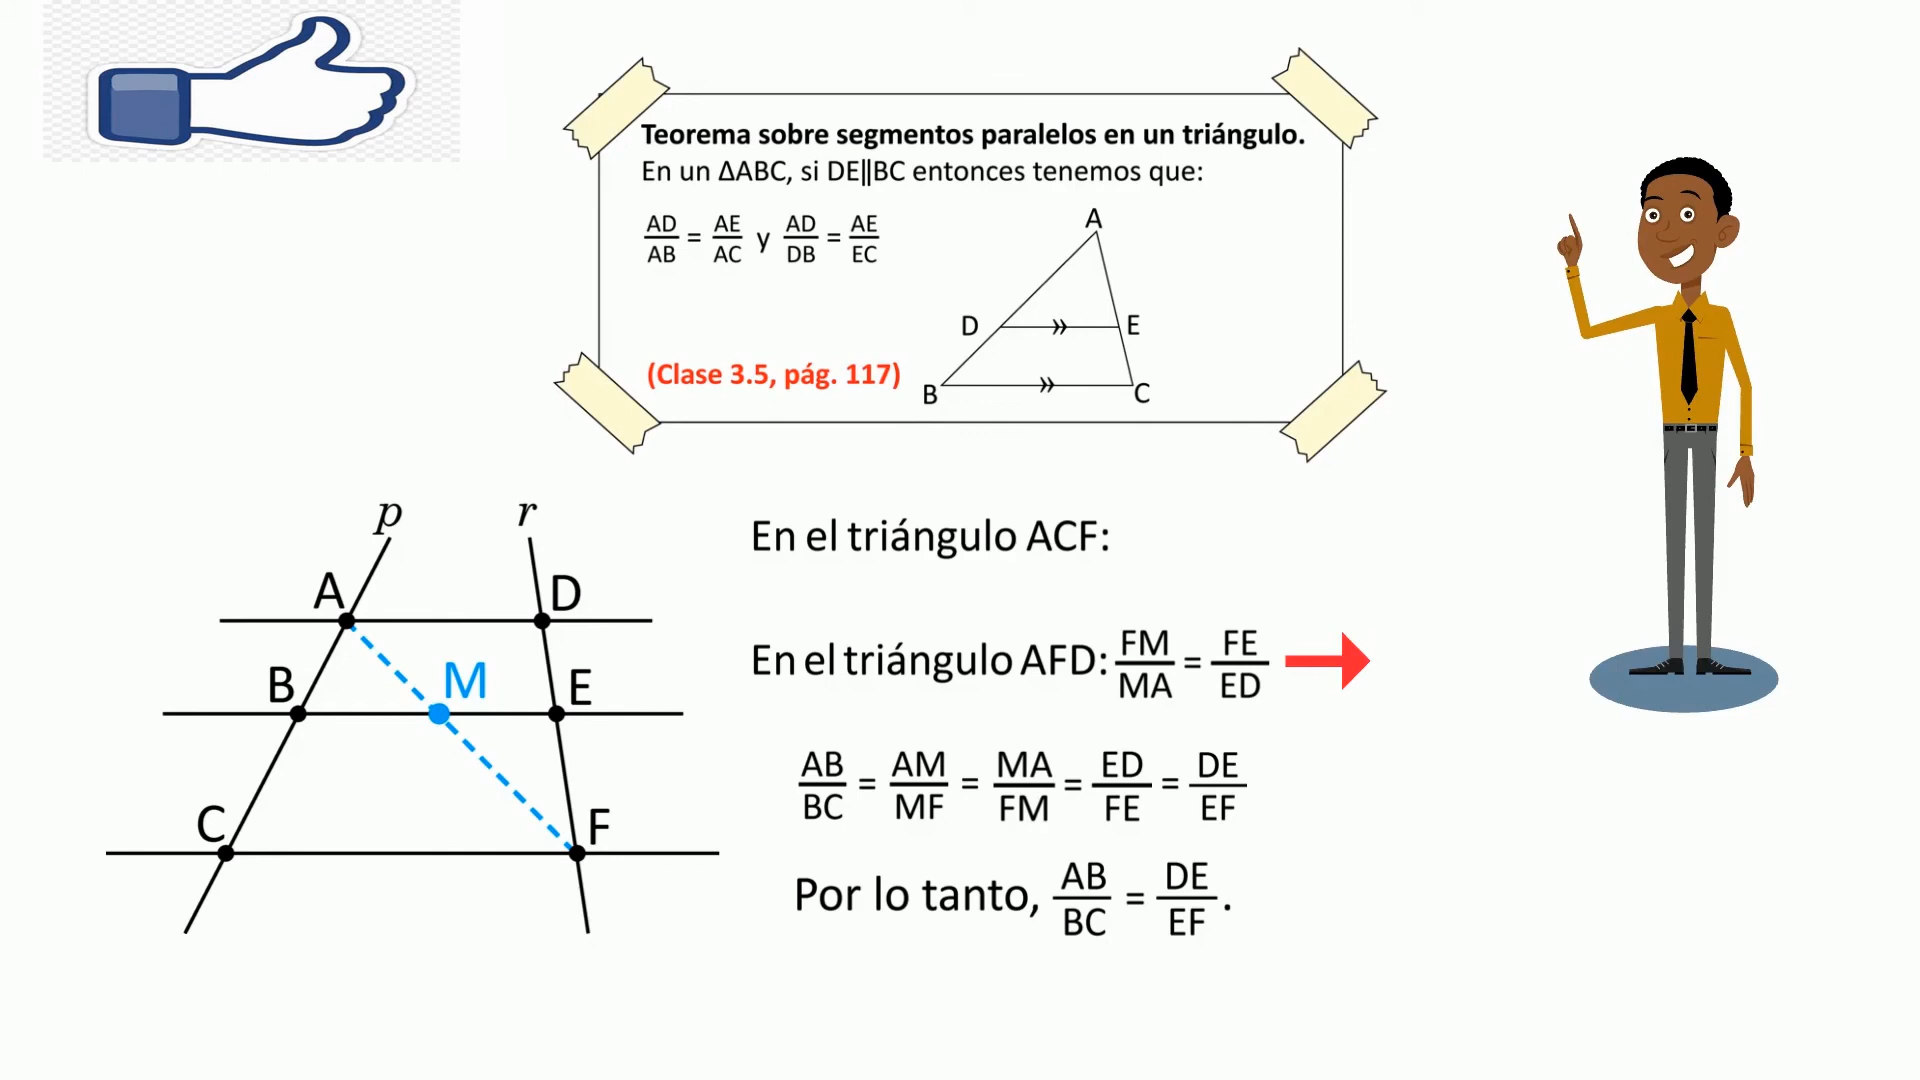 Teorema sobre segmentos paralelos en un triángulo.
En un ΔABC, si DE||BC entonces tenemos que:
AD/AB = AE/AC y AD/DB = AE/EC
A
D
E
(Clase 3.5, pág. 117)
B
C
p
r
En el triángulo ACF:
A
D
En el triángulo AFD: FM/MA = FE/ED
B
M
E
AB/BC = AM/MF = MA/FM = ED/FE = DE/EF
C
F
Por lo tanto, AB/BC = DE/EF.